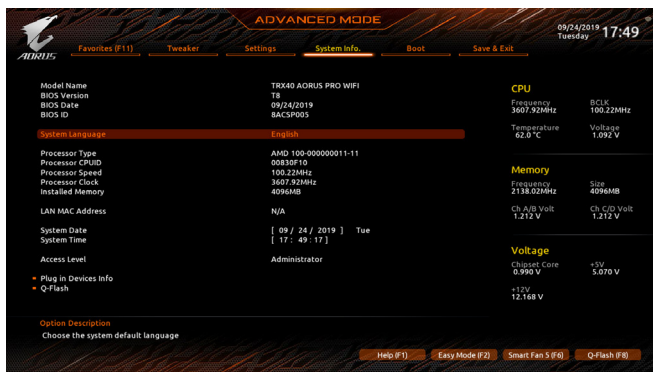 ADVANCED MODE
09/24/2019 Tuesday 17:49
AORUS
Favorites (F11) Tweaker Settings System Info. Boot Save & Exit
Model Name TRX40 AORUS PRO WIFI
BIOS Version T8
BIOS Date 09/24/2019
BIOS ID 8ACSP005
System Language English
Processor Type AMD 100-000000011-11
Processor CPUID 00830F10
Processor Speed 100.22MHz
Processor Clock 3607.92MHz
Installed Memory 4096MB
LAN MAC Address N/A
System Date [ 09 / 24 / 2019 ] Tue
System Time [ 17 : 49 : 17 ]
Access Level Administrator
Plug in Devices Info
Q-Flash
CPU
Frequency BCLK
3607.92MHz 100.22MHz
Temperature Voltage
62.0 °C 1.092 V
Memory
Frequency Size
2138.02MHz 4096MB
Ch A/B Volt Ch C/D Volt
1.212 V 1.212 V
Voltage
Chipset Core +5V
0.990 V 5.070 V
+12V
12.168 V
Option Description
Choose the system default language
Help (F1) Easy Mode (F2) Smart Fan 5 (F6) Q-Flash (F8)